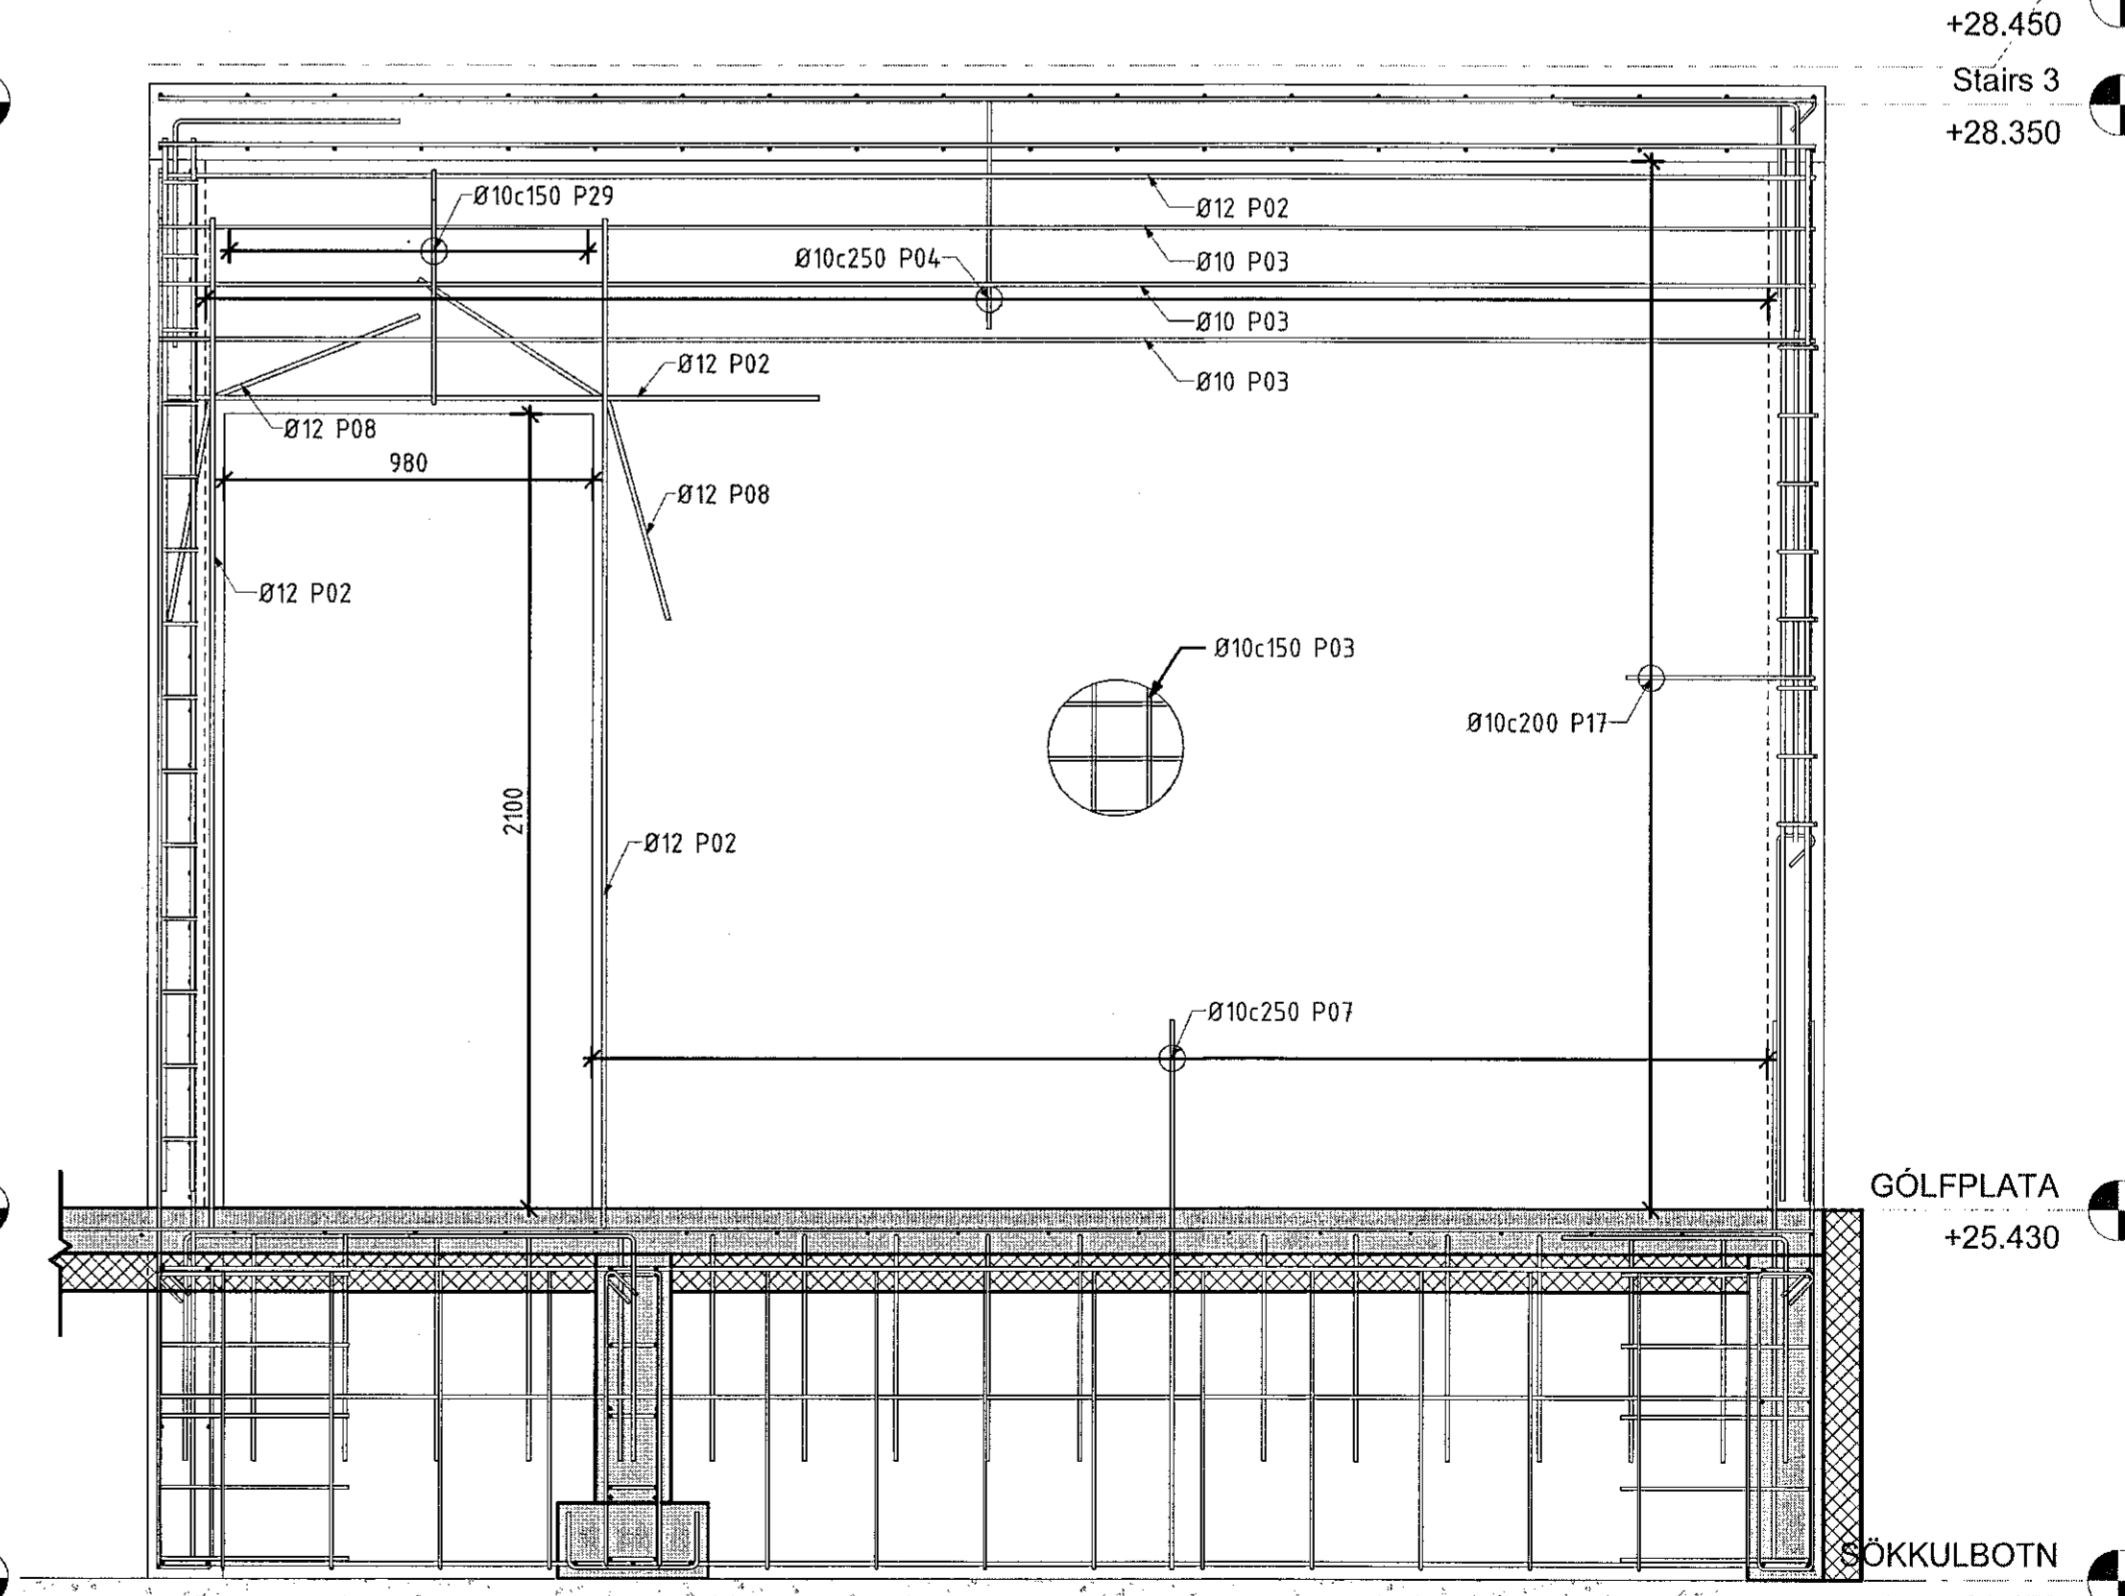 +28.450
Stairs 3
+28.350
Ø10c150 P29
Ø12 P02
Ø10c250 P04
Ø10 P03
Ø10 P03
Ø12 P02
Ø10 P03
Ø12 P08
980
Ø12 P08
Ø12 P02
Ø10c150 P03
Ø10c200 P17
2100
Ø12 P02
Ø10c250 P07
GÓLFPLATA
+25.430
SÖKKULBOTN